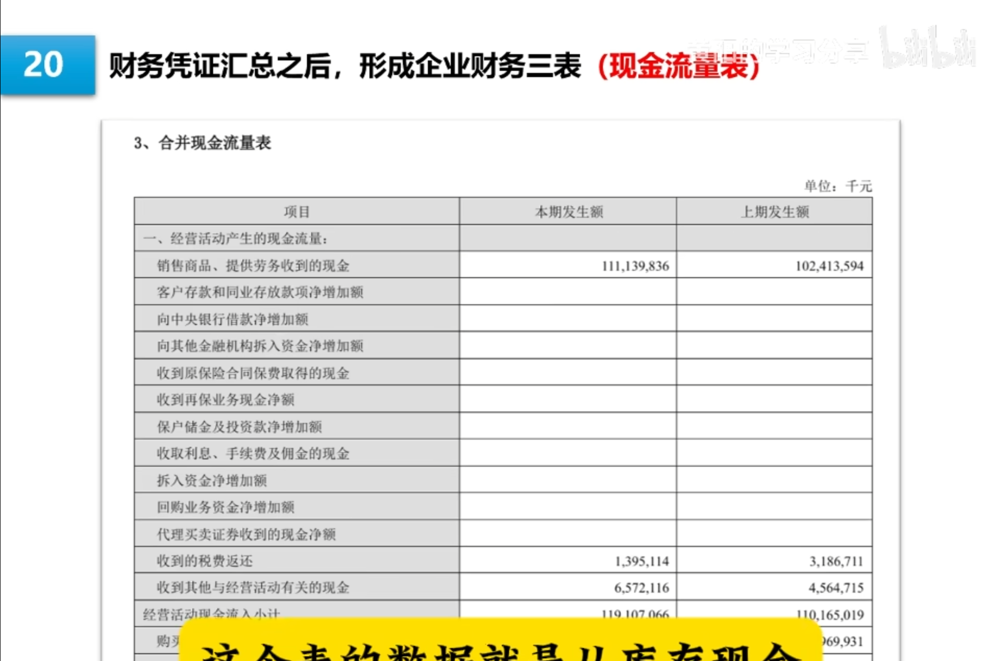 20 财务凭证汇总之后，形成企业财务三表（现金流量表）
的学习分享 bilibili
3、合并现金流量表
单位：千元
项目 本期发生额 上期发生额
一、经营活动产生的现金流量：
销售商品、提供劳务收到的现金 111,139,836 102,413,594
客户存款和同业存放款项净增加额
向中央银行借款净增加额
向其他金融机构拆入资金净增加额
收到原保险合同保费取得的现金
收到再保业务现金净额
保户储金及投资款净增加额
收取利息、手续费及佣金的现金
拆入资金净增加额
回购业务资金净增加额
代理买卖证券收到的现金净额
收到的税费返还 1,395,114 3,186,711
收到其他与经营活动有关的现金 6,572,116 4,564,715
经营活动现金流入小计 119,107,066 110,165,019
购买 969,931
这个表的数据就是从库存现金